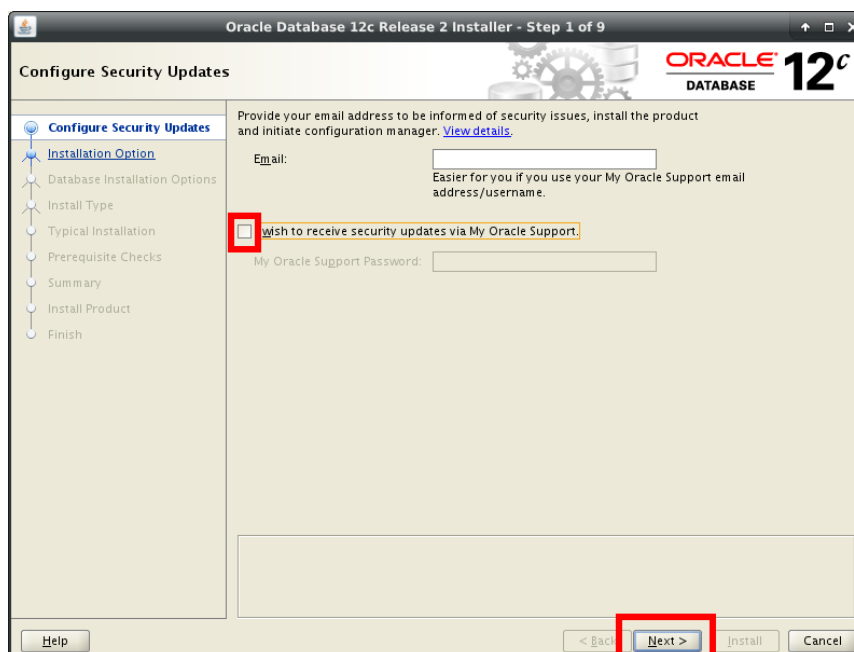 Oracle Database 12c Release 2 Installer - Step 1 of 9
Configure Security Updates
ORACLE
DATABASE
12c
Configure Security Updates
Installation Option
Database Installation Options
Install Type
Typical Installation
Prerequisite Checks
Summary
Install Product
Finish
Provide your email address to be informed of security issues, install the product
and initiate configuration manager. View details.
Email:
Easier for you if you use your My Oracle Support email
address/username.
wish to receive security updates via My Oracle Support.
My Oracle Support Password:
Help
< Back
Next >
Install
Cancel